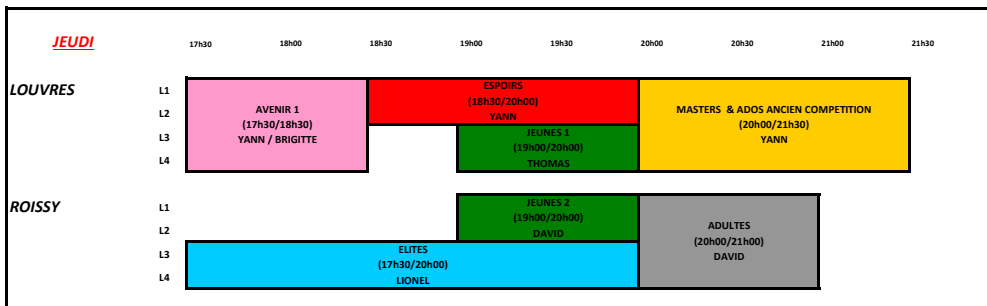 JEUDI 17h30 18h00 18h30 19h00 19h30 20h00 20h30 21h00 21h30
LOUVRES
L1
L2
L3
L4
AVENIR 1
(17h30/18h30)
YANN / BRIGITTE
ESPOIRS
(18h30/20h00)
YANN
JEUNES 1
(19h00/20h00)
THOMAS
MASTERS & ADOS ANCIEN COMPETITION
(20h00/21h30)
YANN
ROISSY
L1
L2
L3
L4
JEUNES 2
(19h00/20h00)
DAVID
ELITES
(17h30/20h00)
LIONEL
ADULTES
(20h00/21h00)
DAVID